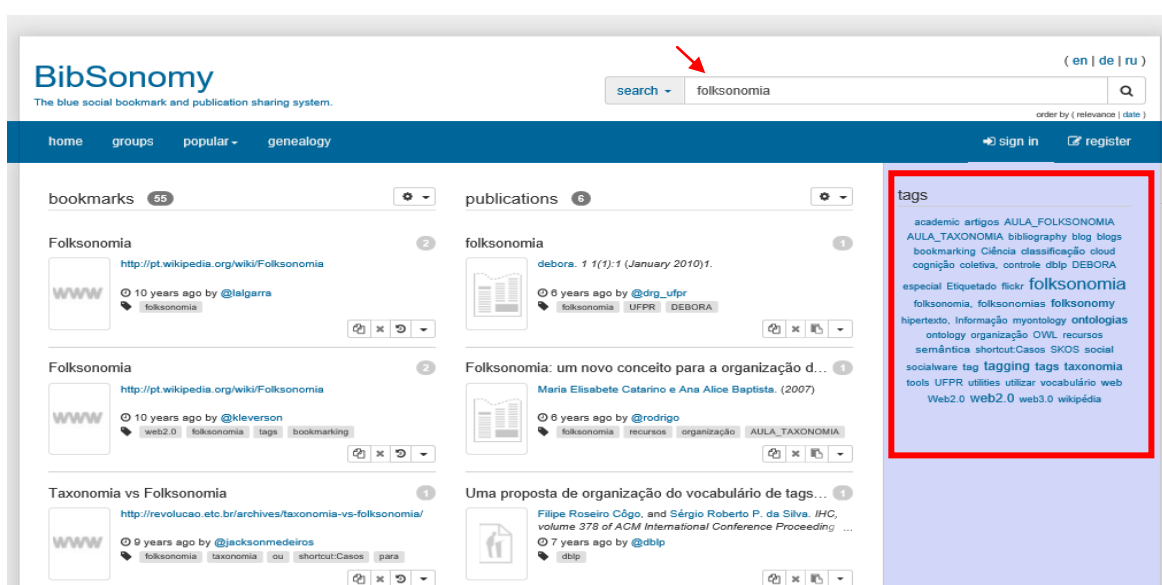 ( en | de | ru )
BibSonomy
The blue social bookmark and publication sharing system.
search folksonomia
order by ( relevance | date )
home groups popular genealogy sign in register
bookmarks 55
Folksonomia 2
http://pt.wikipedia.org/wiki/Folksonomia
WWW
10 years ago by @lalgarra
folksonomia
Folksonomia 2
http://pt.wikipedia.org/wiki/Folksonomia
WWW
10 years ago by @kleverson
web2.0 folksonomia tags bookmarking
Taxonomia vs Folksonomia 1
http://revolucao.etc.br/archives/taxonomia-vs-folksonomia/
WWW
9 years ago by @jacksonmedeiros
folksonomia taxonomia ou shortcut:Casos para
publications 6
folksonomia 1
debora. 1 1(1):1 (January 2010)1.
6 years ago by @drg_ufpr
folksonomia UFPR DEBORA
Folksonomia: um novo conceito para a organização d... 1
Maria Elisabete Catarino e Ana Alice Baptista. (2007)
6 years ago by @rodrigo
folksonomia recursos organização AULA_TAXONOMIA
Uma proposta de organização do vocabulário de tags... 1
Filipe Roseiro Côgo, and Sérgio Roberto P. da Silva. IHC,
volume 378 of ACM International Conference Proceeding ...
7 years ago by @dblp
dblp
tags
academic artigos AULA_FOLKSONOMIA
AULA_TAXONOMIA bibliography blog blogs
bookmarking Ciência classificação cloud
cognição coletiva, controle dblp DEBORA
especial Etiquetado flickr folksonomia
folksonomia, folksonomias folksonomy
hipertexto, Informação myontology ontologias
ontology organização OWL recursos
semântica shortcut:Casos SKOS social
socialware tag tagging tags taxonomia
tools UFPR utilities utilizar vocabulário web
Web2.0 web2.0 web3.0 wikipédia